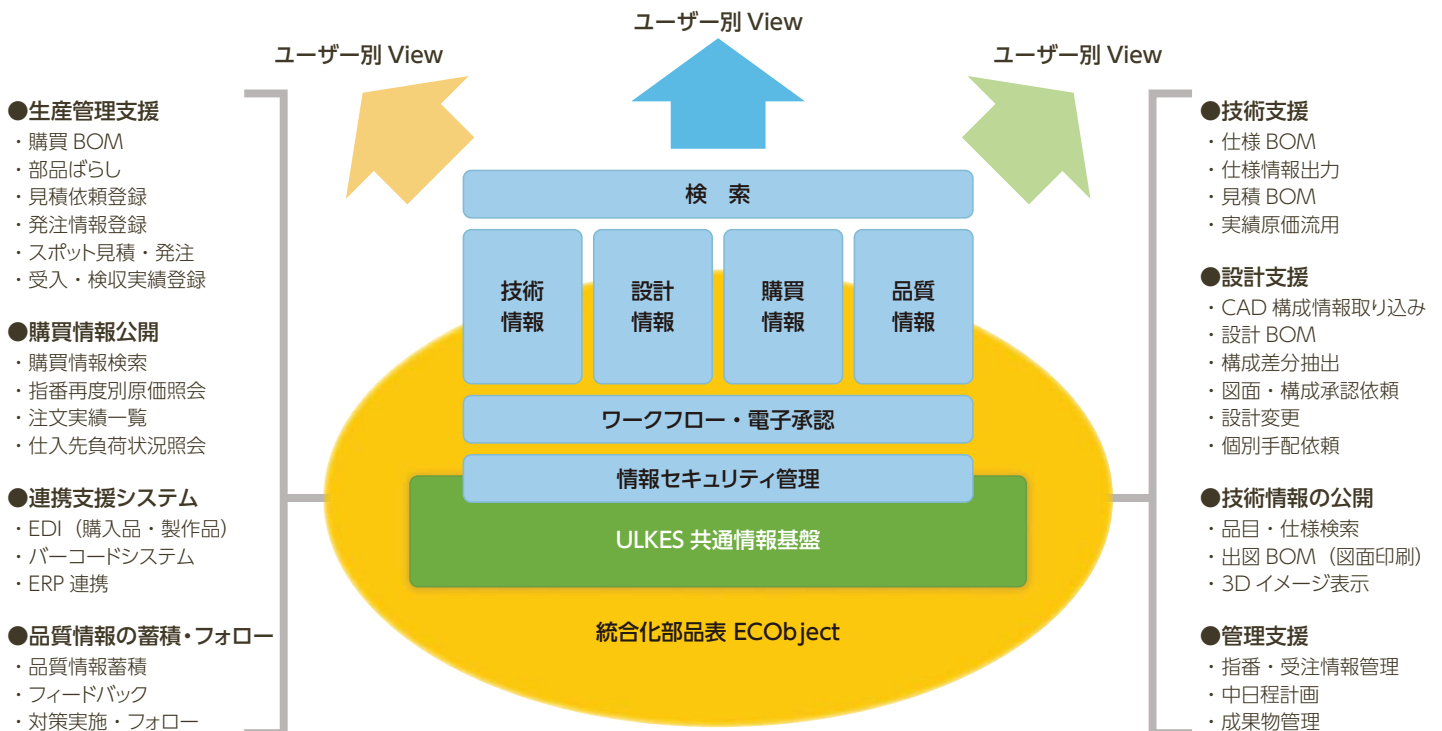 ユーザー別 View
ユーザー別 View
ユーザー別 View
●生産管理支援
・購買 BOM
・部品ばらし
・見積依頼登録
・発注情報登録
・スポット見積・発注
・受入・検収実績登録
●購買情報公開
・購買情報検索
・指番再度別原価照会
・注文実績一覧
・仕入先負荷状況照会
●連携支援システム
・EDI（購入品・製作品）
・バーコードシステム
・ERP 連携
●品質情報の蓄積・フォロー
・品質情報蓄積
・フィードバック
・対策実施・フォロー
検 索
技術
情報
設計
情報
購買
情報
品質
情報
ワークフロー・電子承認
情報セキュリティ管理
ULKES 共通情報基盤
統合化部品表 ECObject
●技術支援
・仕様 BOM
・仕様情報出力
・見積 BOM
・実績原価流用
●設計支援
・CAD 構成情報取り込み
・設計 BOM
・構成差分抽出
・図面・構成承認依頼
・設計変更
・個別手配依頼
●技術情報の公開
・品目・仕様検索
・出図 BOM（図面印刷）
・3D イメージ表示
●管理支援
・指番・受注情報管理
・中日程計画
・成果物管理